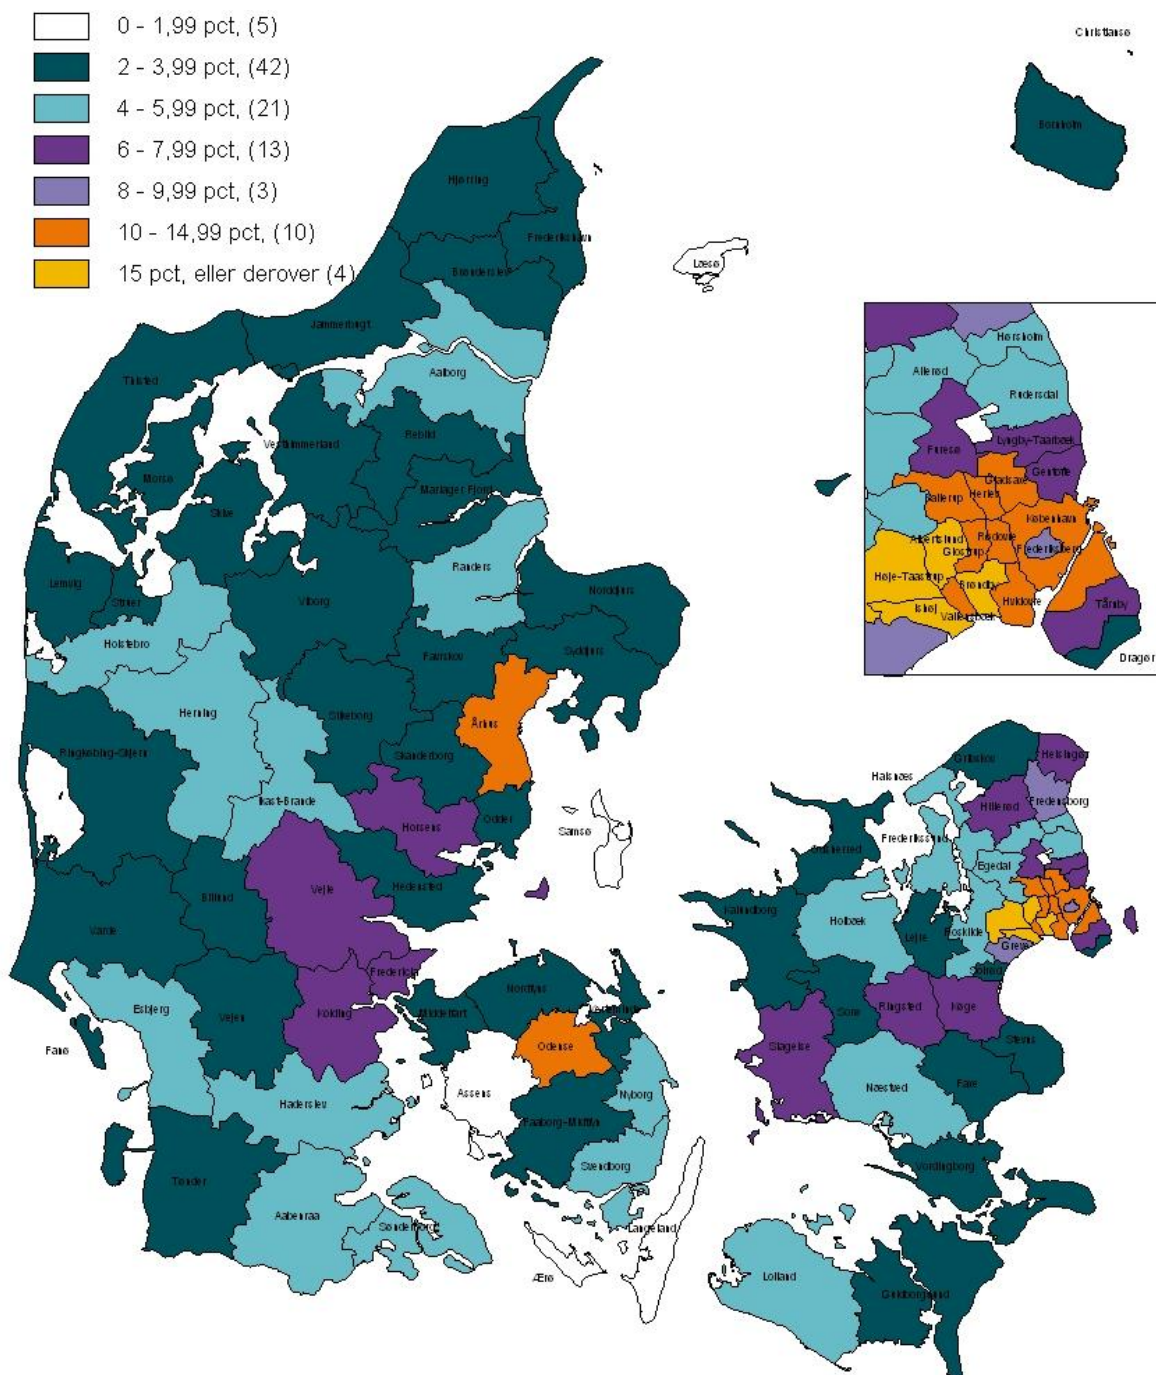 0 - 1,99 pct, (5)
2 - 3,99 pct, (42)
4 - 5,99 pct, (21)
6 - 7,99 pct, (13)
8 - 9,99 pct, (3)
10 - 14,99 pct, (10)
15 pct, eller derover (4)
Christiansø
Bornholm
Hjørring
Frederikshavn
Brønderslev
Læsø
Jammerbugt
Thisted
Aalborg
Vesthimmerland
Rebild
Morsø
Mariager Fjord
Skive
Randers
Lemvig
Struer
Viborg
Norddjurs
Holstebro
Favrskov
Syddjurs
Herning
Silkeborg
Århus
Ringkøbing-Skjern
Skanderborg
Ikast-Brande
Horsens
Odder
Samsø
Vejle
Hedensted
Billund
Varde
Fredericia
Esbjerg
Vejen
Kolding
Middelfart
Nordfyns
Kerteminde
Fanø
Odense
Assens
Nyborg
Haderslev
Faaborg-Midtfyn
Svendborg
Tønder
Aabenraa
Sønderborg
Langeland
Ærø
Hørsholm
Allerød
Rudersdal
Furesø
Lyngby-Taarbæk
Gentofte
Gladsaxe
Ballerup
Herlev
København
Albertslund
Rødovre
Glostrup
Frederiksberg
Høje-Taastrup
Brøndby
Ishøj
Hvidovre
Vallensbæk
Tårnby
Dragør
Gribskov
Helsingør
Halsnæs
Hillerød
Fredensborg
Frederikssund
Odsherred
Egedal
Kalundborg
Holbæk
Lejre
Roskilde
Greve
Solrød
Sorø
Ringsted
Køge
Slagelse
Stevns
Næstved
Faxe
Vordingborg
Lolland
Guldborgsund